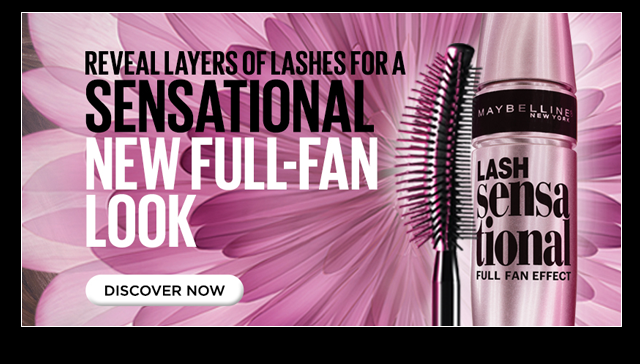 REVEAL LAYERS OF LASHES FOR A
SENSATIONAL
NEW FULL-FAN
LOOK
DISCOVER NOW
MAYBELLINE
NEW YORK
LASH
sensa
tional
FULL FAN EFFECT